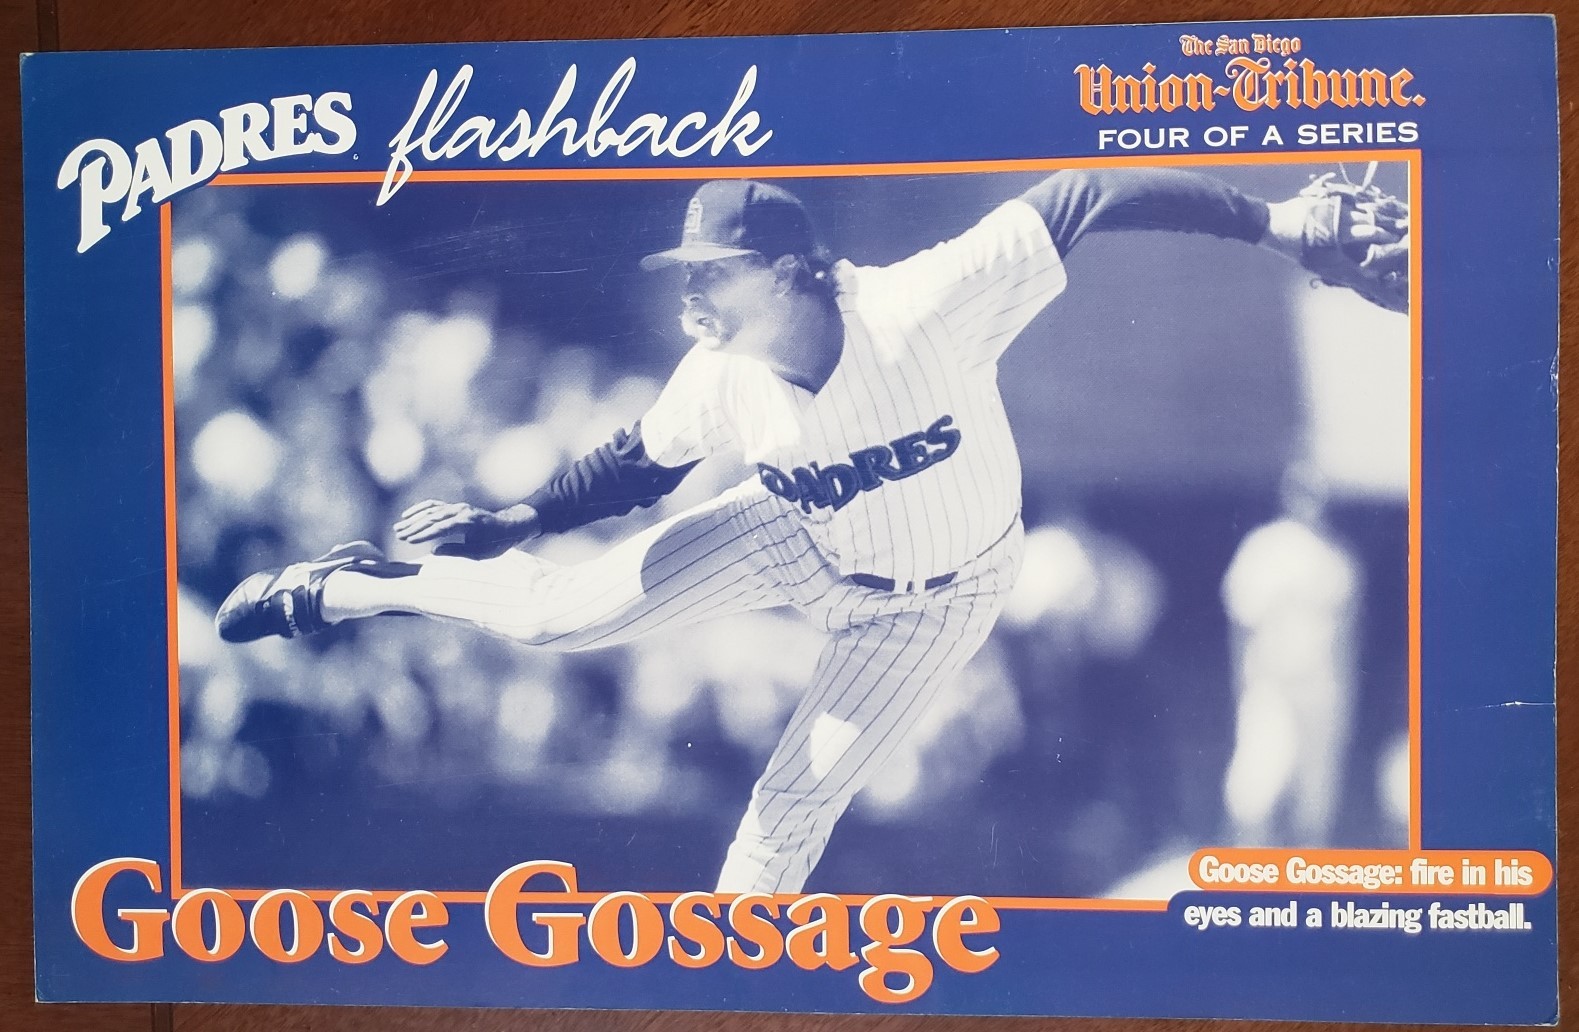 PADRES flashback
The San Diego
Union-Tribune.
FOUR OF A SERIES
PADRES
Goose Gossage
Goose Gossage: fire in his
eyes and a blazing fastball.